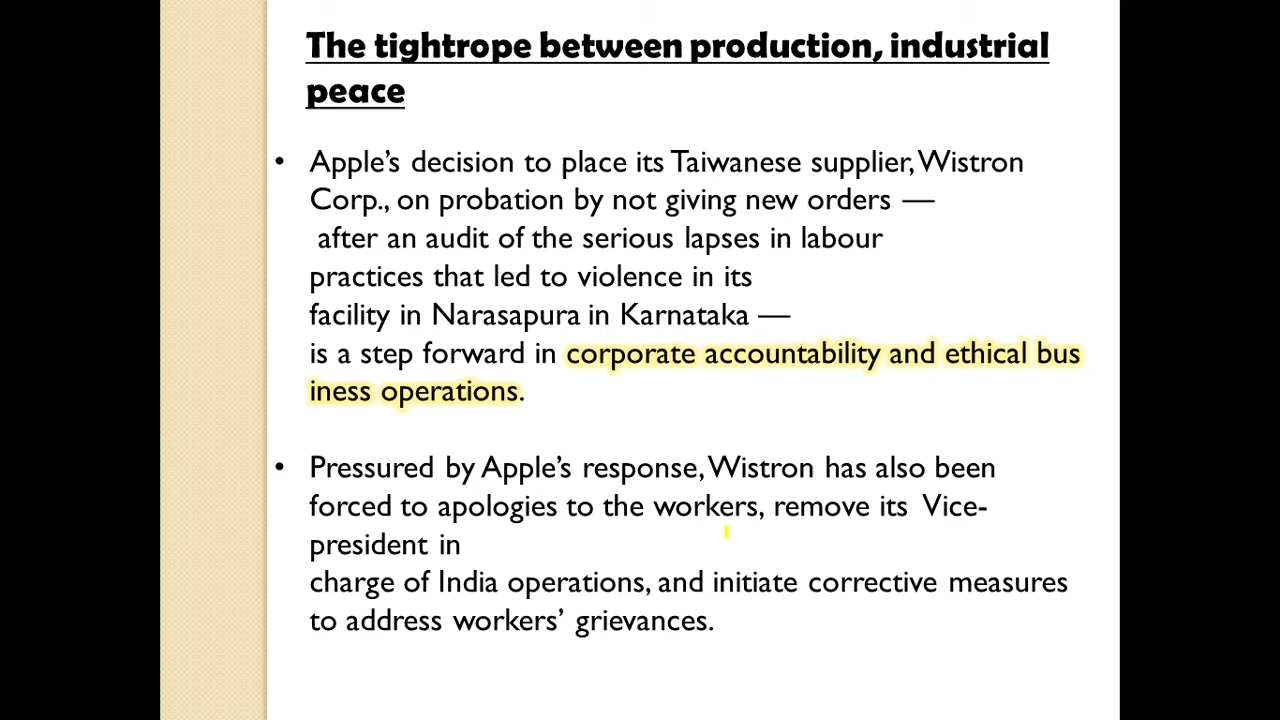 The tightrope between production, industrial
peace
• Apple’s decision to place its Taiwanese supplier, Wistron
Corp., on probation by not giving new orders —
after an audit of the serious lapses in labour
practices that led to violence in its
facility in Narasapura in Karnataka —
is a step forward in corporate accountability and ethical bus
iness operations.
• Pressured by Apple’s response, Wistron has also been
forced to apologies to the workers, remove its Vice-
president in
charge of India operations, and initiate corrective measures
to address workers’ grievances.